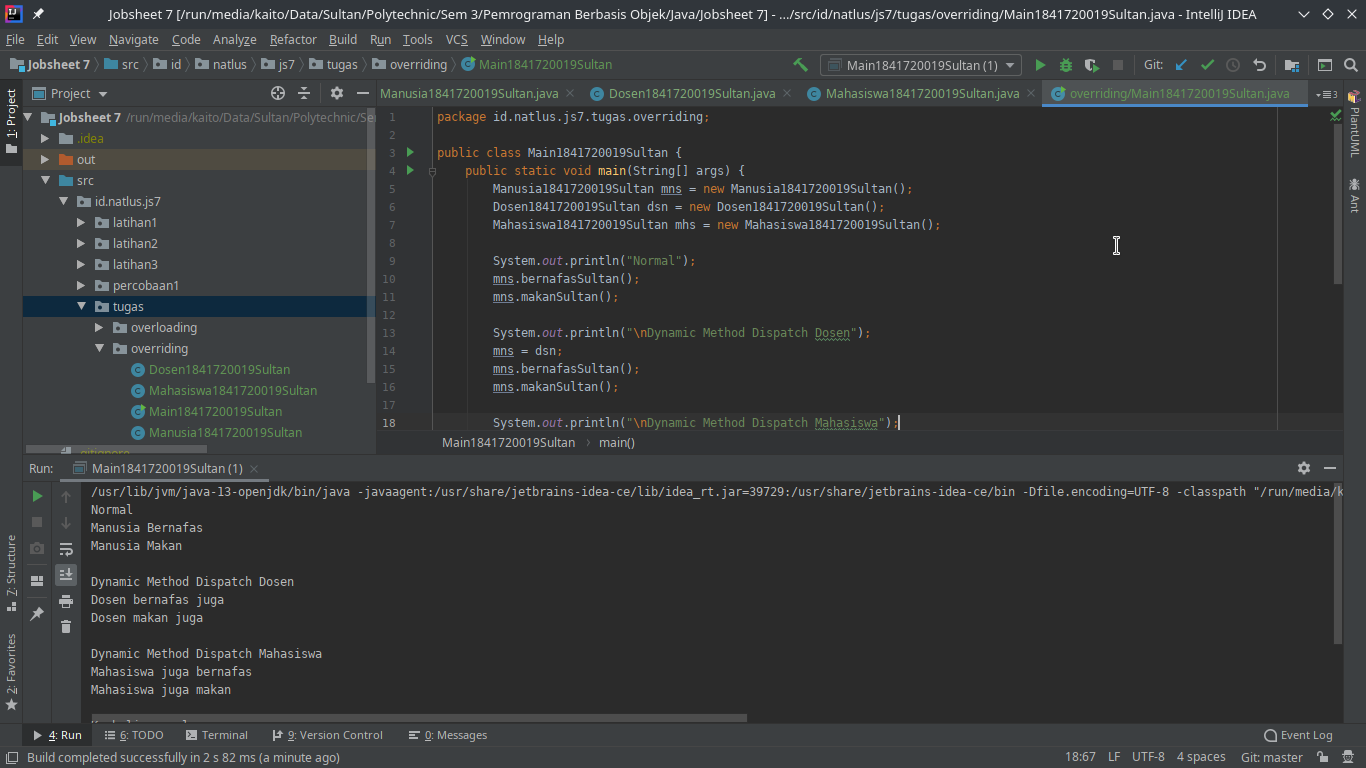 Jobsheet 7 [/run/media/kaito/Data/Sultan/Polytechnic/Sem 3/Pemrograman Berbasis Objek/Java/Jobsheet 7] - .../src/id/natlus/js7/tugas/overriding/Main1841720019Sultan.java - IntelliJ IDEA
File Edit View Navigate Code Analyze Refactor Build Run Tools VCS Window Help
Jobsheet 7 src id natlus js7 tugas overriding Main1841720019Sultan Main1841720019Sultan (1) Git:
1: Project
Project
Manusia1841720019Sultan.java Dosen1841720019Sultan.java Mahasiswa1841720019Sultan.java overriding/Main1841720019Sultan.java 3
Jobsheet 7 /run/media/kaito/Data/Sultan/Polytechnic/Se
.idea
out
src
id.natlus.js7
latihan1
latihan2
latihan3
percobaan1
tugas
overloading
overriding
Dosen1841720019Sultan
Mahasiswa1841720019Sultan
Main1841720019Sultan
Manusia1841720019Sultan
1 package id.natlus.js7.tugas.overriding;
2
3 public class Main1841720019Sultan {
4 public static void main(String[] args) {
5 Manusia1841720019Sultan mns = new Manusia1841720019Sultan();
6 Dosen1841720019Sultan dsn = new Dosen1841720019Sultan();
7 Mahasiswa1841720019Sultan mhs = new Mahasiswa1841720019Sultan();
8
9 System.out.println("Normal");
10 mns.bernafasSultan();
11 mns.makanSultan();
12
13 System.out.println("\nDynamic Method Dispatch Dosen");
14 mns = dsn;
15 mns.bernafasSultan();
16 mns.makanSultan();
17
18 System.out.println("\nDynamic Method Dispatch Mahasiswa");
Main1841720019Sultan › main()
PlantUML
Ant
Run: Main1841720019Sultan (1)
/usr/lib/jvm/java-13-openjdk/bin/java -javaagent:/usr/share/jetbrains-idea-ce/lib/idea_rt.jar=39729:/usr/share/jetbrains-idea-ce/bin -Dfile.encoding=UTF-8 -classpath "/run/media/k
Normal
Manusia Bernafas
Manusia Makan
Dynamic Method Dispatch Dosen
Dosen bernafas juga
Dosen makan juga
Dynamic Method Dispatch Mahasiswa
Mahasiswa juga bernafas
Mahasiswa juga makan
7: Structure
2: Favorites
4: Run 6: TODO Terminal 9: Version Control 0: Messages Event Log
Build completed successfully in 2 s 82 ms (a minute ago) 18:67 LF UTF-8 4 spaces Git: master